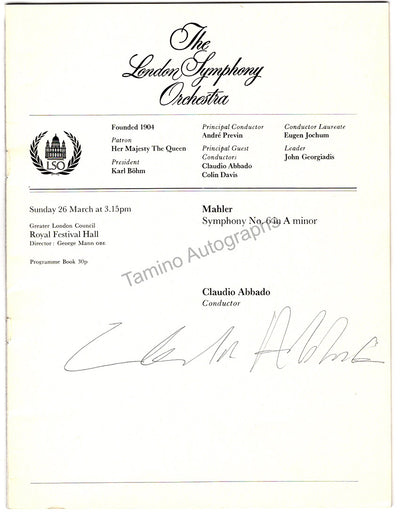 The
London Symphony
Orchestra
LSO
Founded 1904
Patron
Her Majesty The Queen
President
Karl Böhm
Principal Conductor
André Previn
Principal Guest
Conductors
Claudio Abbado
Colin Davis
Conductor Laureate
Eugen Jochum
Leader
John Georgiadis
Sunday 26 March at 3.15pm
Greater London Council
Royal Festival Hall
Director: George Mann OBE
Programme Book 30p
Mahler
Symphony No. 6 in A minor
Tamino Autographs
Claudio Abbado
Conductor
Claudio Abbado